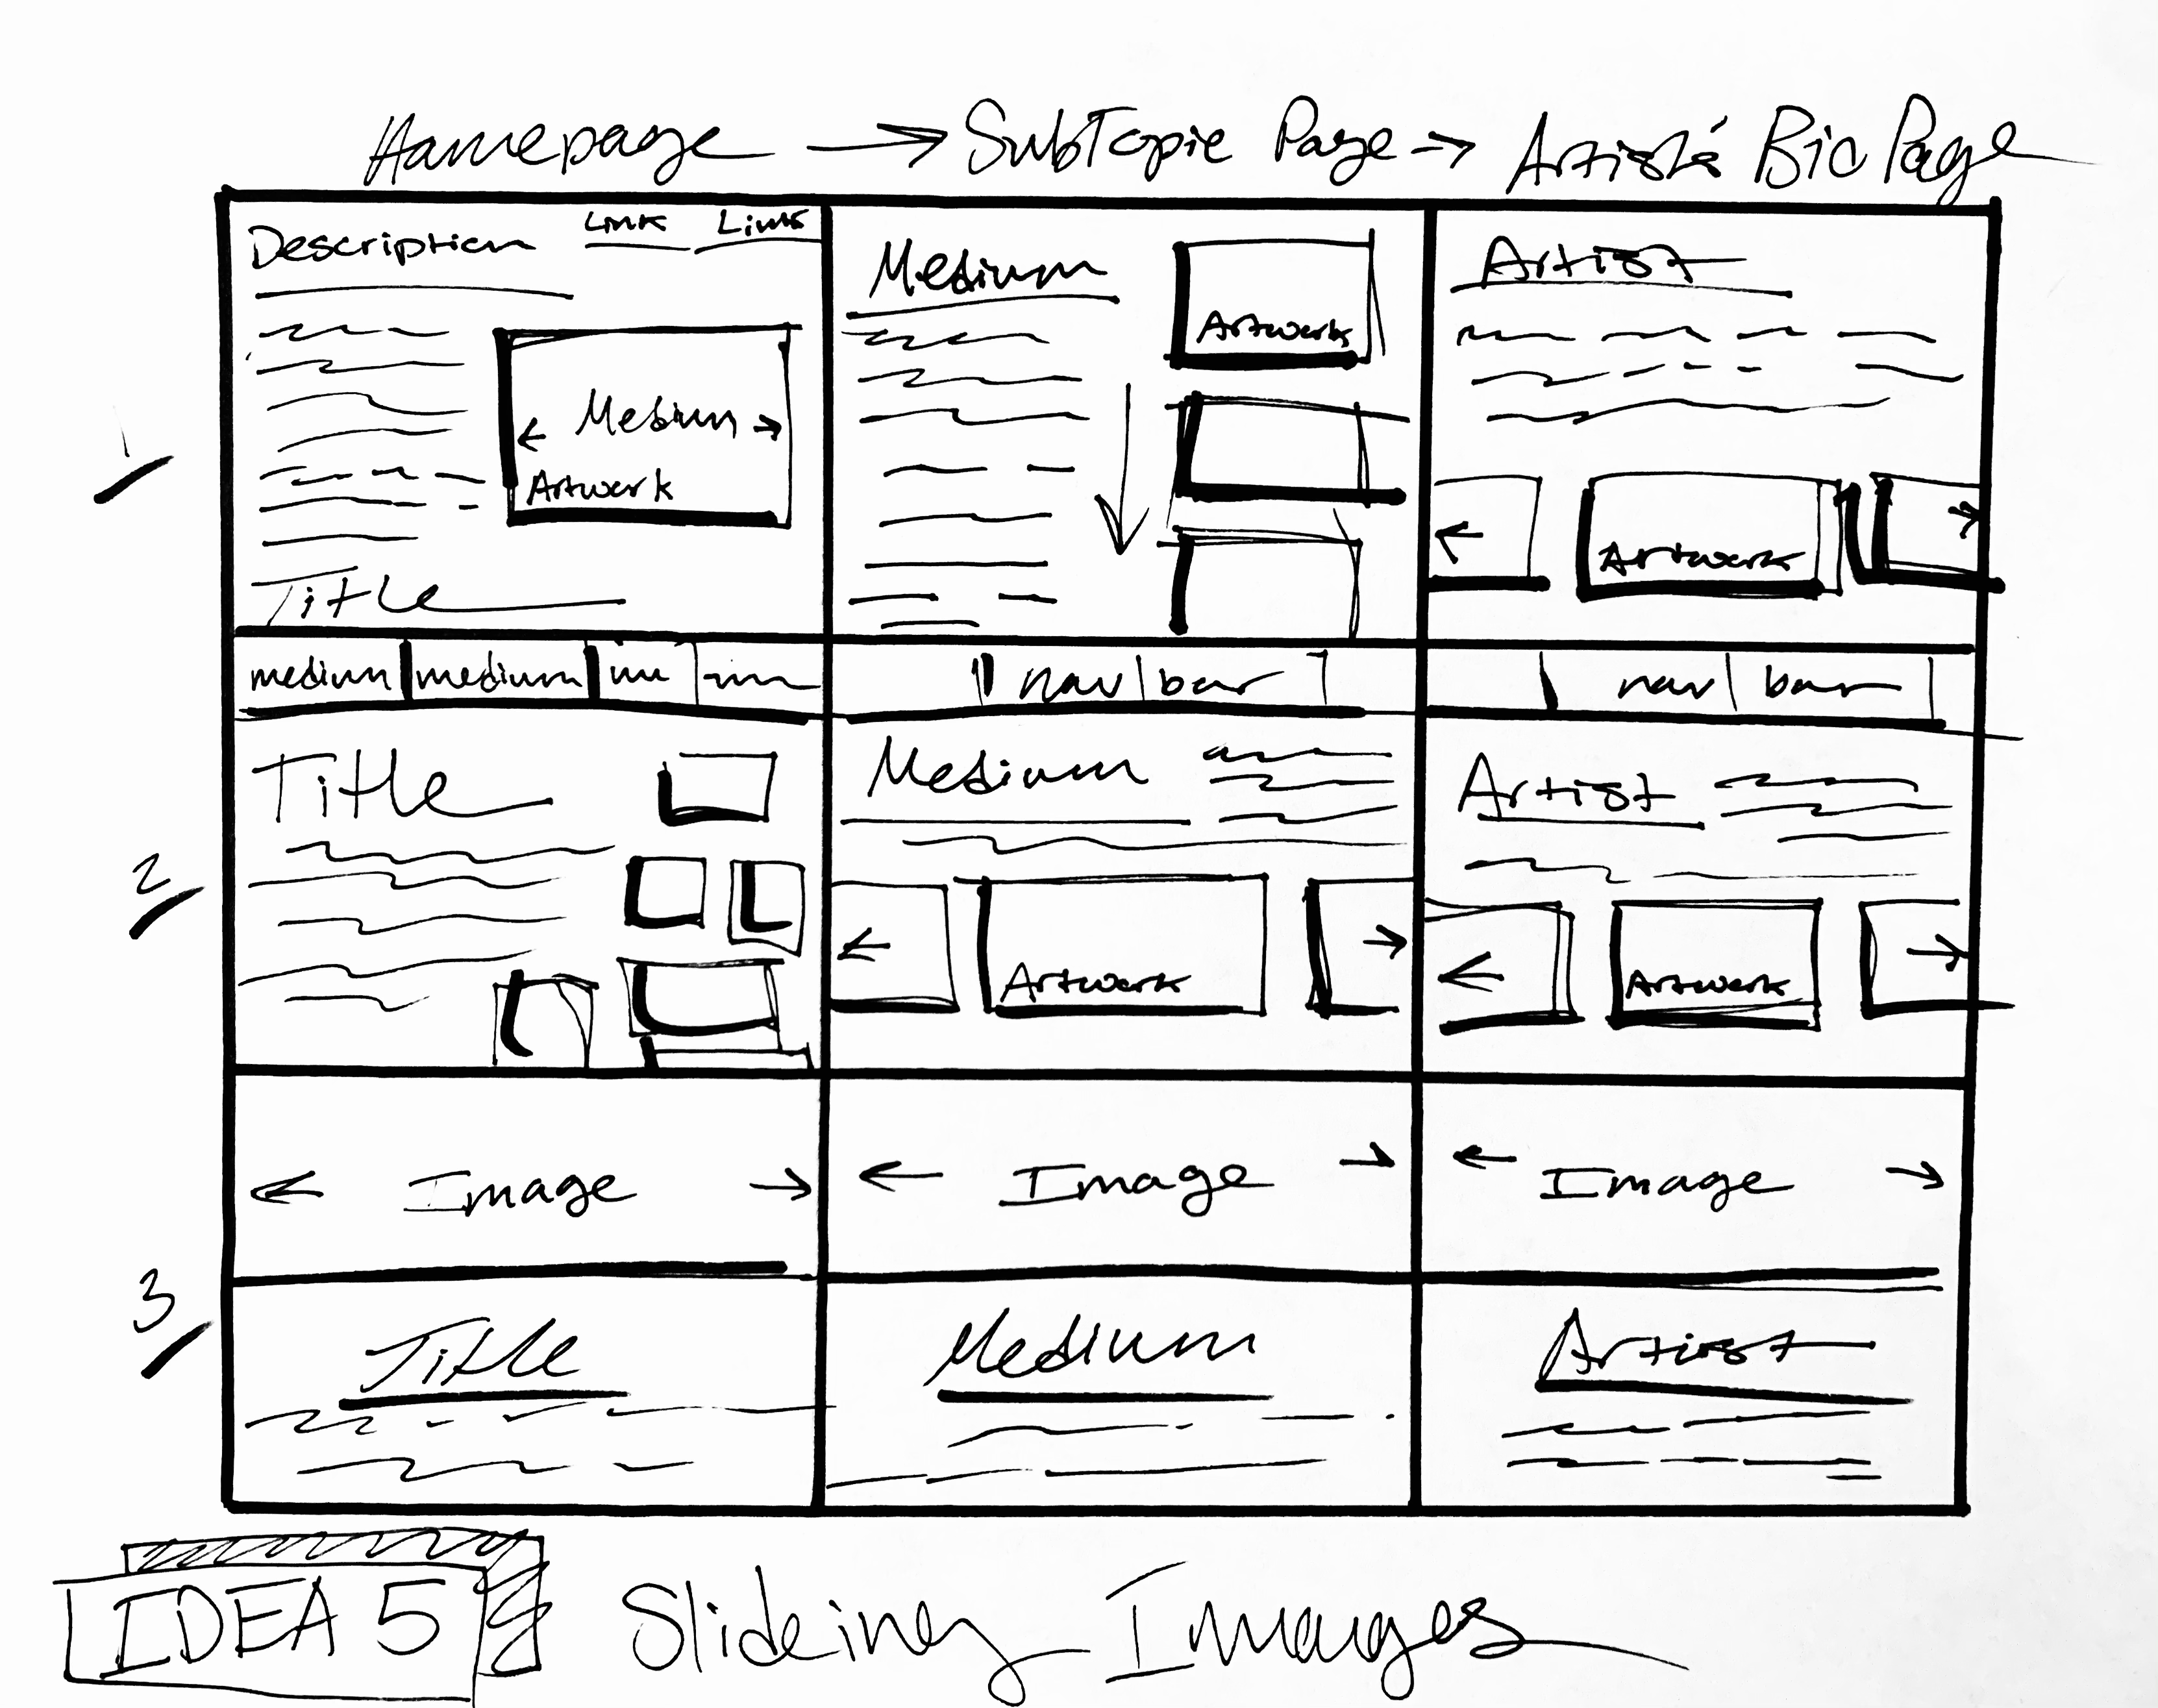 Homepage → SubTopic Page → Artist's Bio Page
Description Link Link
← Medium →
Artwork
Title
Medium
Artwork
Artist
← Artwork →
1
medium medium
nav bar
nav bar
Title
Medium
← Artwork →
Artist
← Artwork →
2
← Image →
← Image →
← Image →
3
Title
Medium
Artist
IDEA 5 Slideing Images